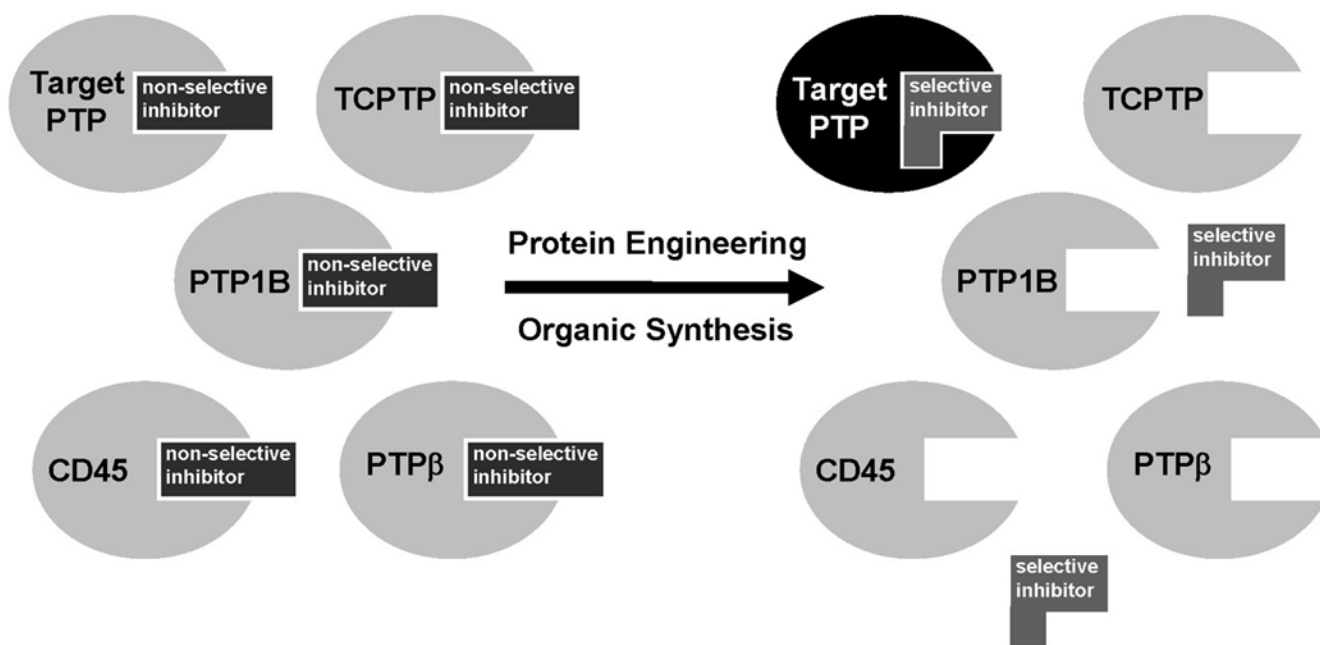 Target
PTP
non-selective
inhibitor
TCPTP
non-selective
inhibitor
PTP1B
non-selective
inhibitor
CD45
non-selective
inhibitor
PTPβ
non-selective
inhibitor
Protein Engineering
Organic Synthesis
Target
PTP
selective
inhibitor
TCPTP
PTP1B
selective
inhibitor
CD45
PTPβ
selective
inhibitor